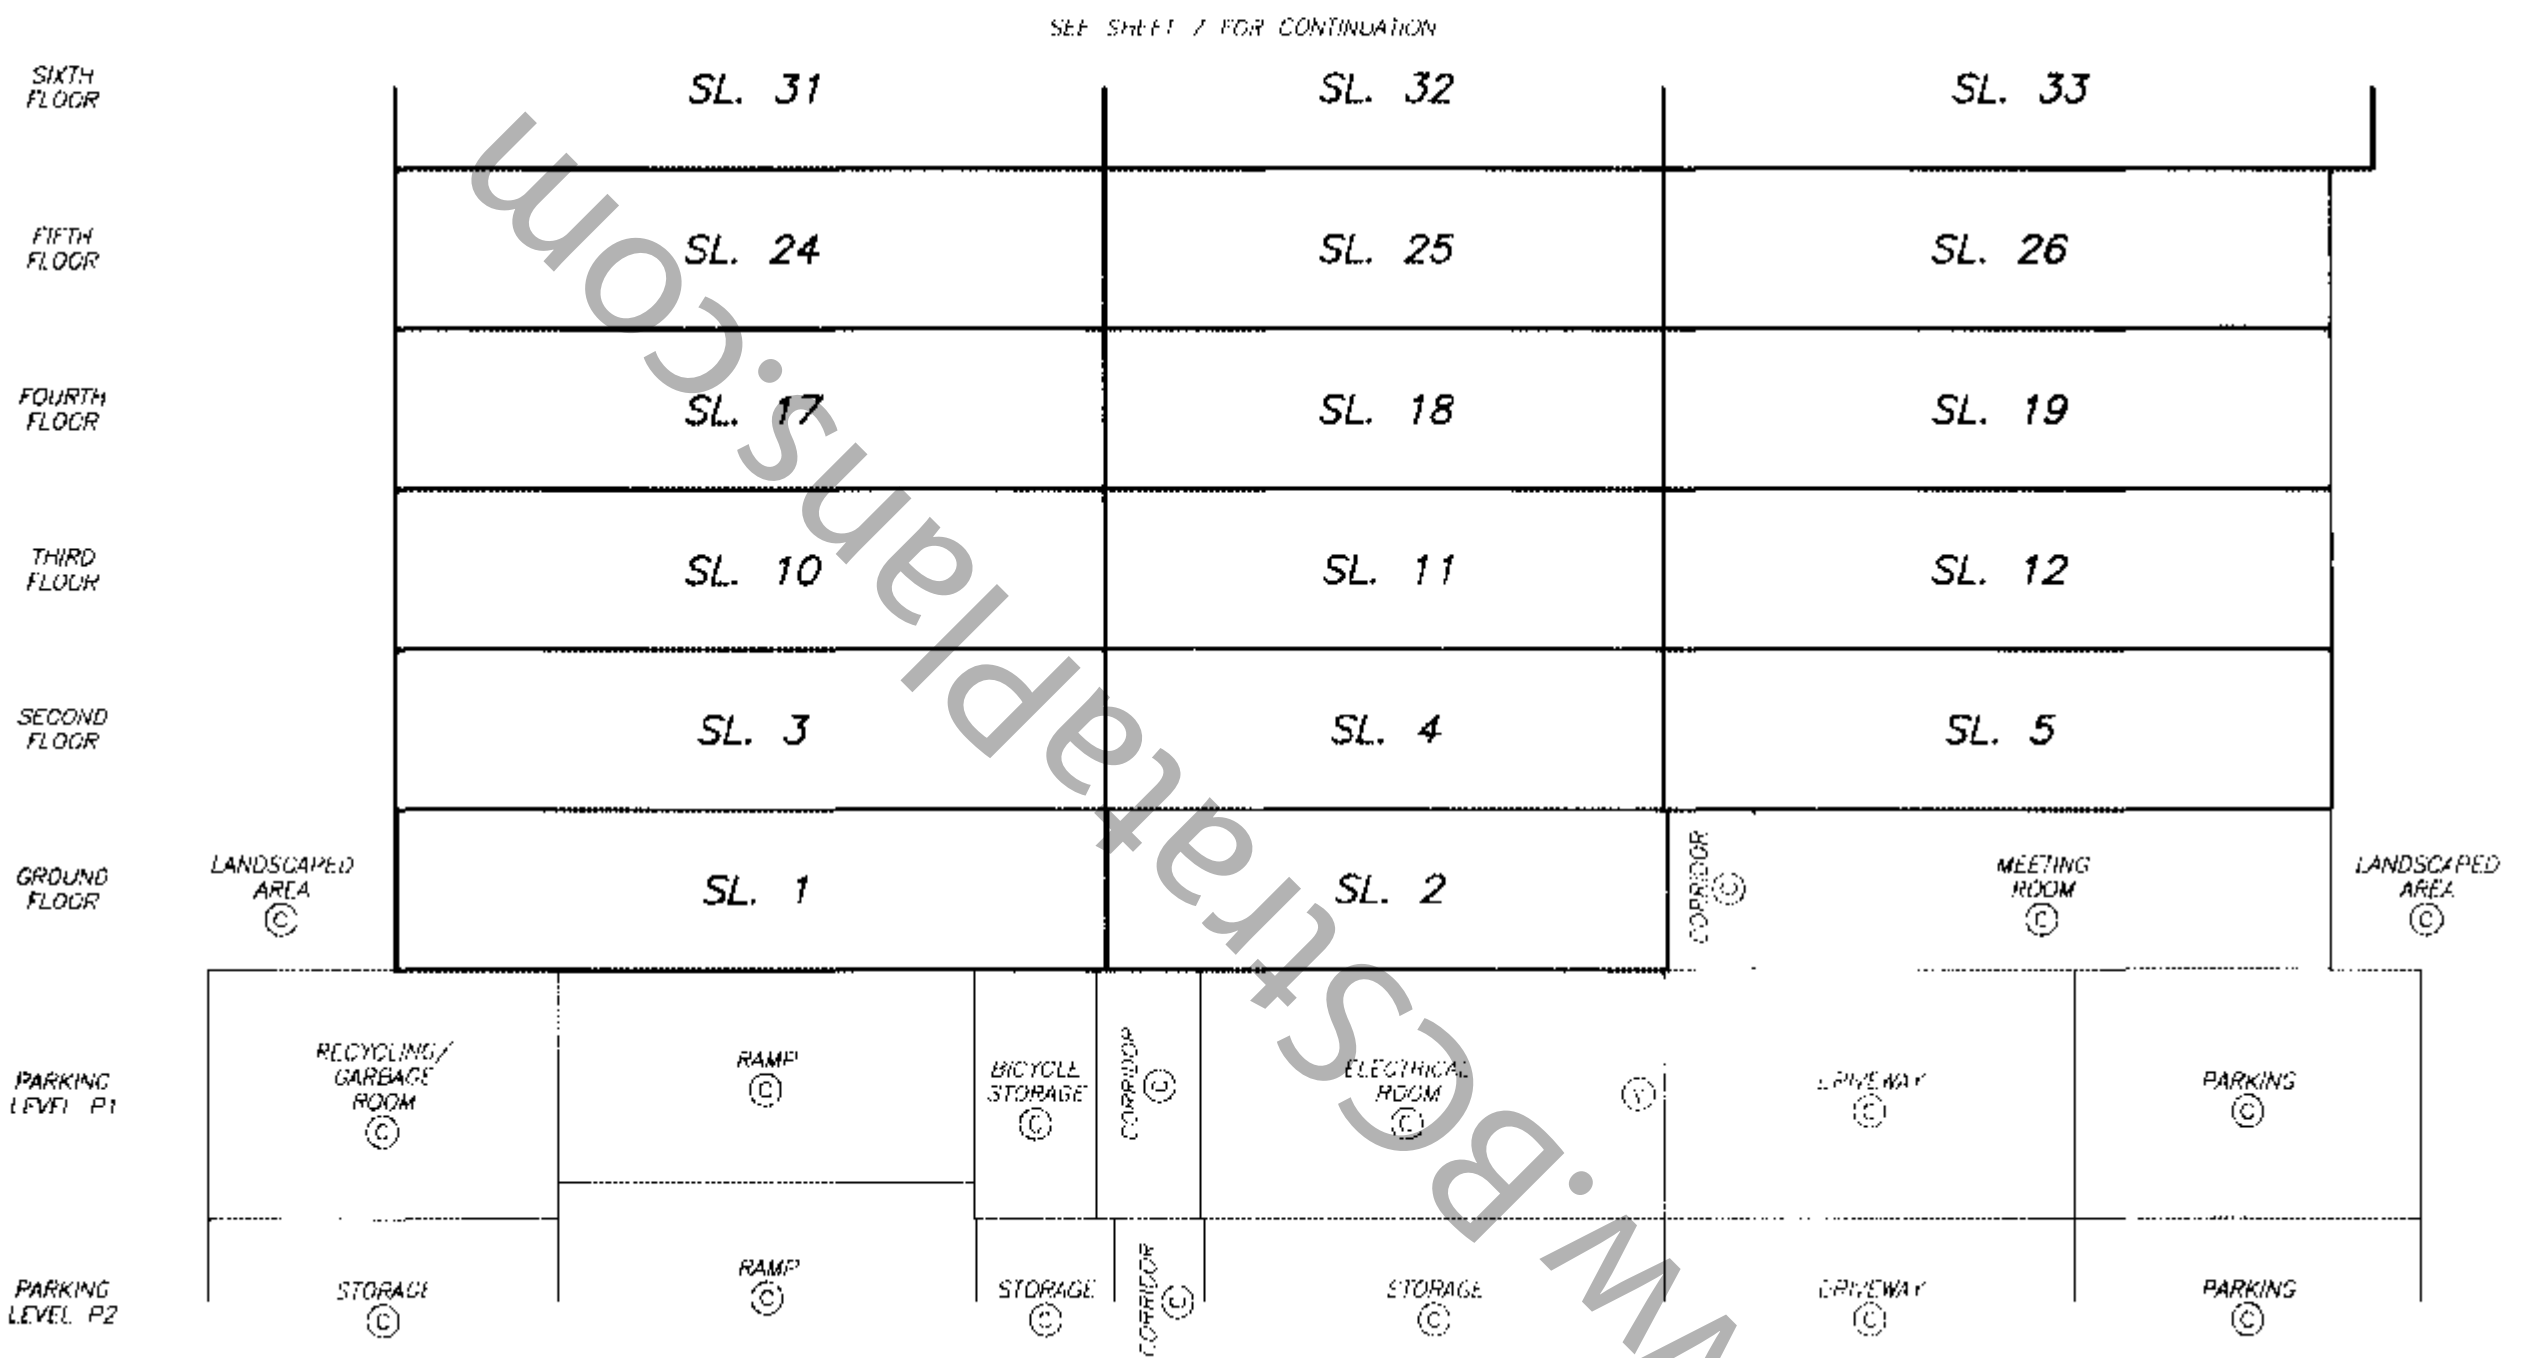 SEE SHEET 7 FOR CONTINUATION
SIXTH
FLOOR
SL. 31
SL. 32
SL. 33
FIFTH
FLOOR
SL. 24
SL. 25
SL. 26
FOURTH
FLOOR
SL. 17
SL. 18
SL. 19
THIRD
FLOOR
SL. 10
SL. 11
SL. 12
SECOND
FLOOR
SL. 3
SL. 4
SL. 5
GROUND
FLOOR
LANDSCAPED
AREA
C
SL. 1
SL. 2
CORRIDOR
C
MEETING
ROOM
C
LANDSCAPED
AREA
C
PARKING
LEVEL P1
RECYCLING/
GARBAGE
ROOM
C
RAMP
C
BICYCLE
STORAGE
C
CORRIDOR
C
ELECTRICAL
ROOM
C
DRIVEWAY
C
PARKING
C
PARKING
LEVEL P2
STORAGE
C
RAMP
C
STORAGE
C
CORRIDOR
C
STORAGE
C
DRIVEWAY
C
PARKING
C
w.BCStrataPlans.com